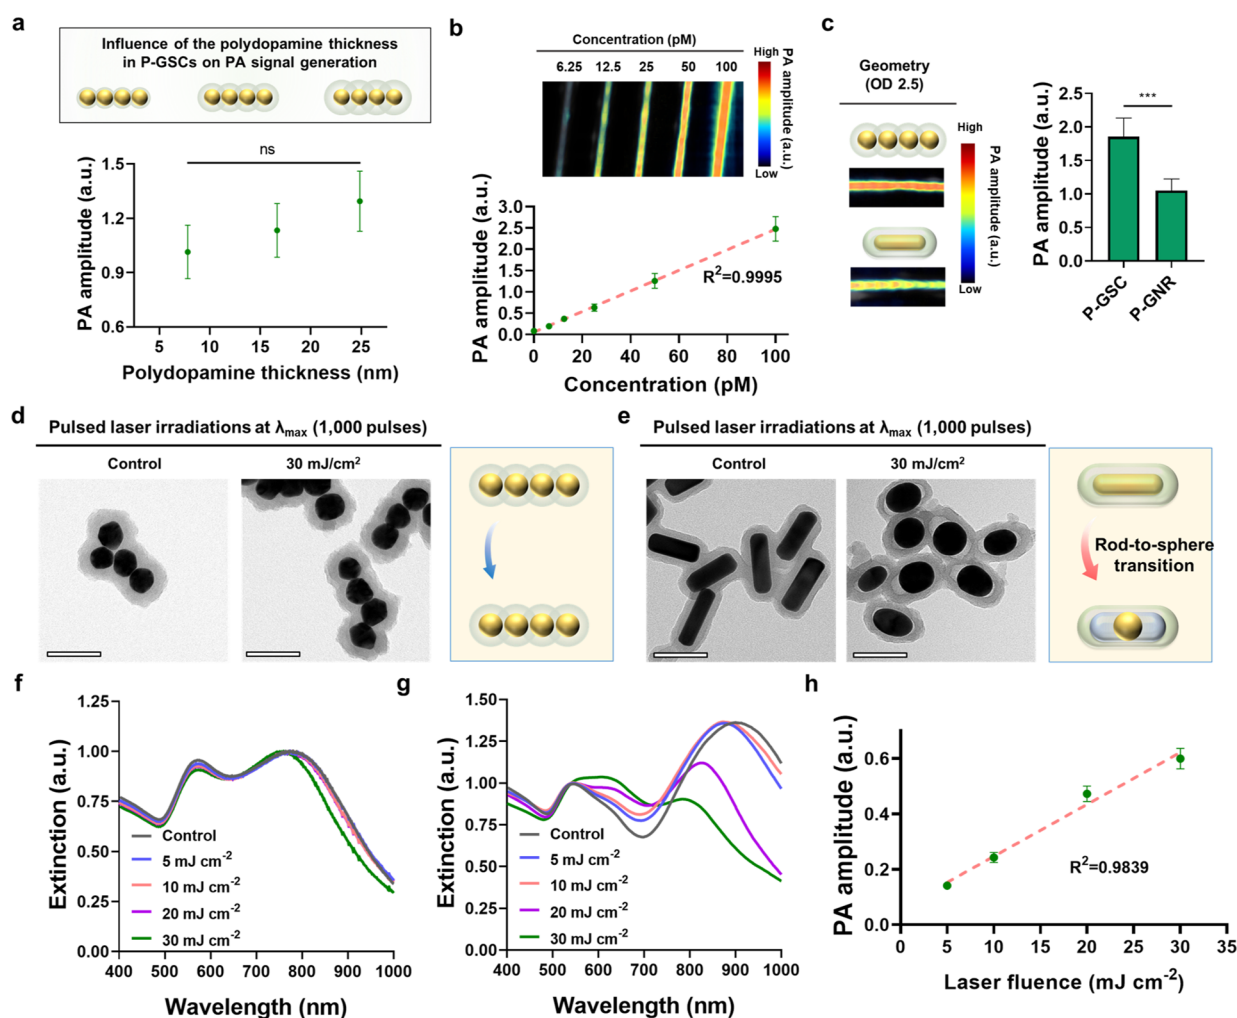 a
Influence of the polydopamine thickness
in P-GSCs on PA signal generation
ns
PA amplitude (a.u.)
1.5
1.2
0.9
0.6
5
10
15
20
25
Polydopamine thickness (nm)
b
Concentration (pM)
6.25
12.5
25
50
100
High
PA amplitude (a.u.)
Low
PA amplitude (a.u.)
3.0
2.5
2.0
1.5
1.0
0.5
0.0
R²=0.9995
0
20
40
60
80
100
Concentration (pM)
c
Geometry
(OD 2.5)
High
PA amplitude (a.u.)
Low
PA amplitude (a.u.)
2.5
2.0
1.5
1.0
0.5
0.0
***
P-GSC
P-GNR
d
Pulsed laser irradiations at λmax (1,000 pulses)
Control
30 mJ/cm²
e
Pulsed laser irradiations at λmax (1,000 pulses)
Control
30 mJ/cm²
Rod-to-sphere
transition
f
Extinction (a.u.)
1.25
1.00
0.75
0.50
0.25
0.00
Control
5 mJ cm⁻²
10 mJ cm⁻²
20 mJ cm⁻²
30 mJ cm⁻²
400
500
600
700
800
900
1000
Wavelength (nm)
g
Extinction (a.u.)
1.50
1.25
1.00
0.75
0.50
0.25
0.00
Control
5 mJ cm⁻²
10 mJ cm⁻²
20 mJ cm⁻²
30 mJ cm⁻²
400
500
600
700
800
900
1000
Wavelength (nm)
h
PA amplitude (a.u.)
0.6
0.4
0.2
0.0
R²=0.9839
0
5
10
15
20
25
30
35
Laser fluence (mJ cm⁻²)